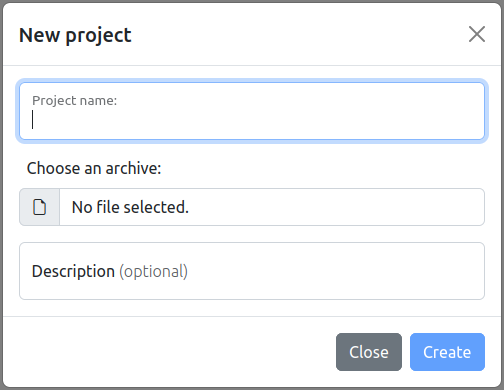 New project
Project name:
Choose an archive:
No file selected.
Description (optional)
Close Create